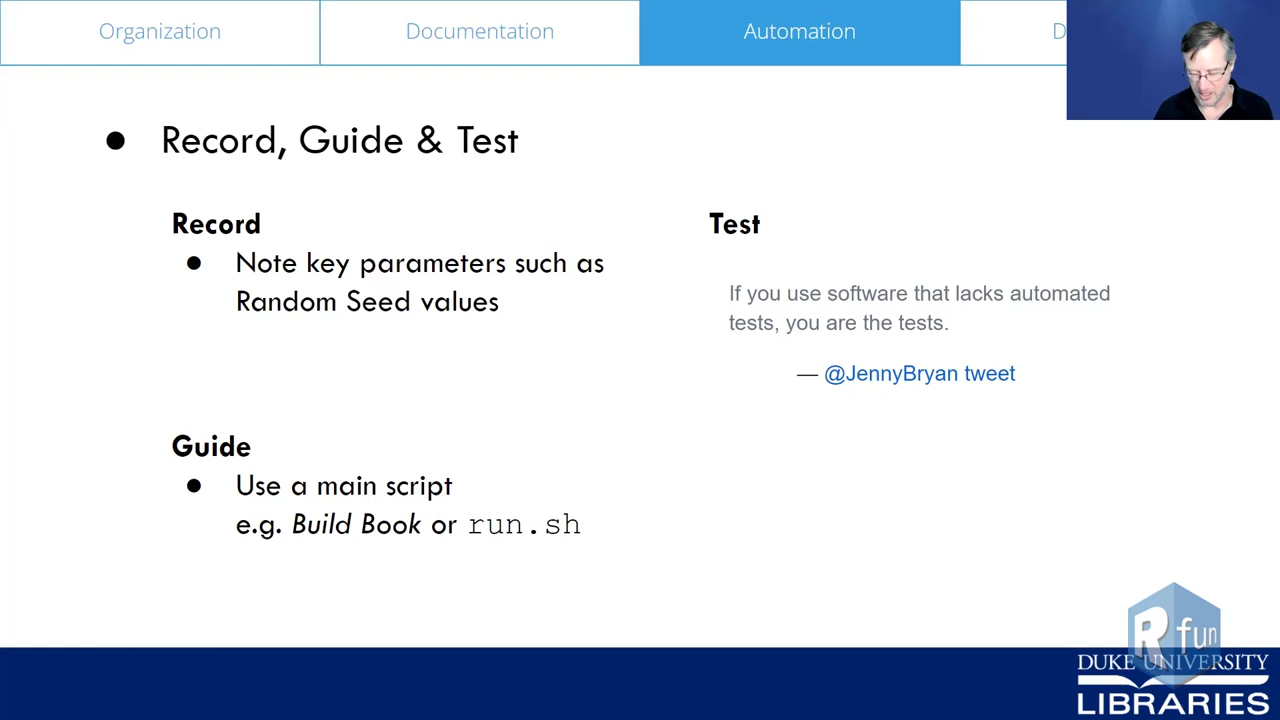 Organization
Documentation
Automation
D
● Record, Guide & Test
Record
● Note key parameters such as
Random Seed values
Guide
● Use a main script
e.g. Build Book or run.sh
Test
If you use software that lacks automated
tests, you are the tests.
— @JennyBryan tweet
R fun
DUKE UNIVERSITY
LIBRARIES